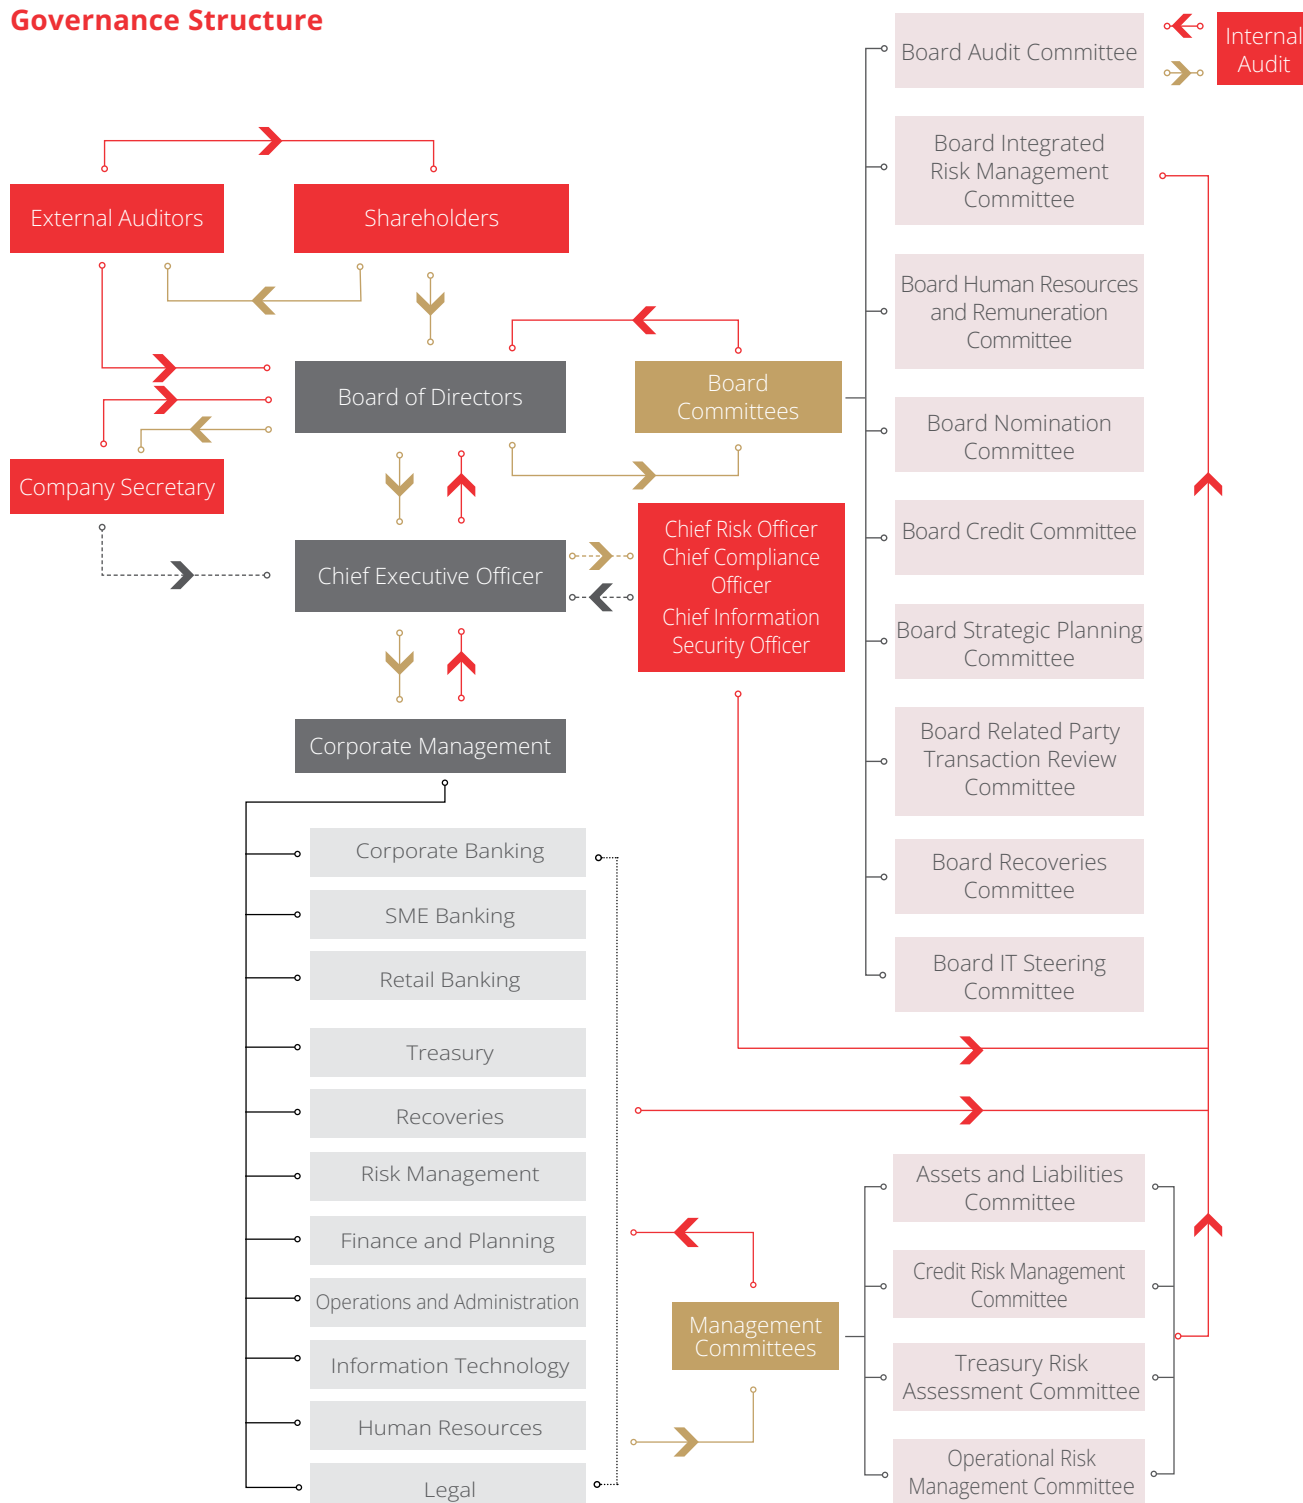 Governance Structure
Board Audit Committee
Internal
Audit
Board Integrated
Risk Management
Committee
External Auditors
Shareholders
Board Human Resources
and Remuneration
Committee
Board of Directors
Board
Committees
Board Nomination
Committee
Company Secretary
Chief Risk Officer
Chief Compliance
Officer
Chief Information
Security Officer
Board Credit Committee
Chief Executive Officer
Board Strategic Planning
Committee
Corporate Management
Board Related Party
Transaction Review
Committee
Corporate Banking
Board Recoveries
Committee
SME Banking
Retail Banking
Board IT Steering
Committee
Treasury
Recoveries
Risk Management
Assets and Liabilities
Committee
Finance and Planning
Credit Risk Management
Committee
Operations and Administration
Management
Committees
Information Technology
Treasury Risk
Assessment Committee
Human Resources
Operational Risk
Management Committee
Legal